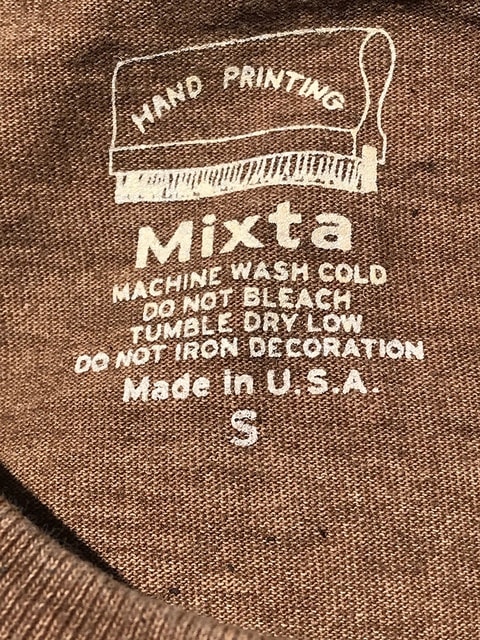 HAND PRINTING
Mixta
MACHINE WASH COLD
DO NOT BLEACH
TUMBLE DRY LOW
DO NOT IRON DECORATION
Made in U.S.A.
S